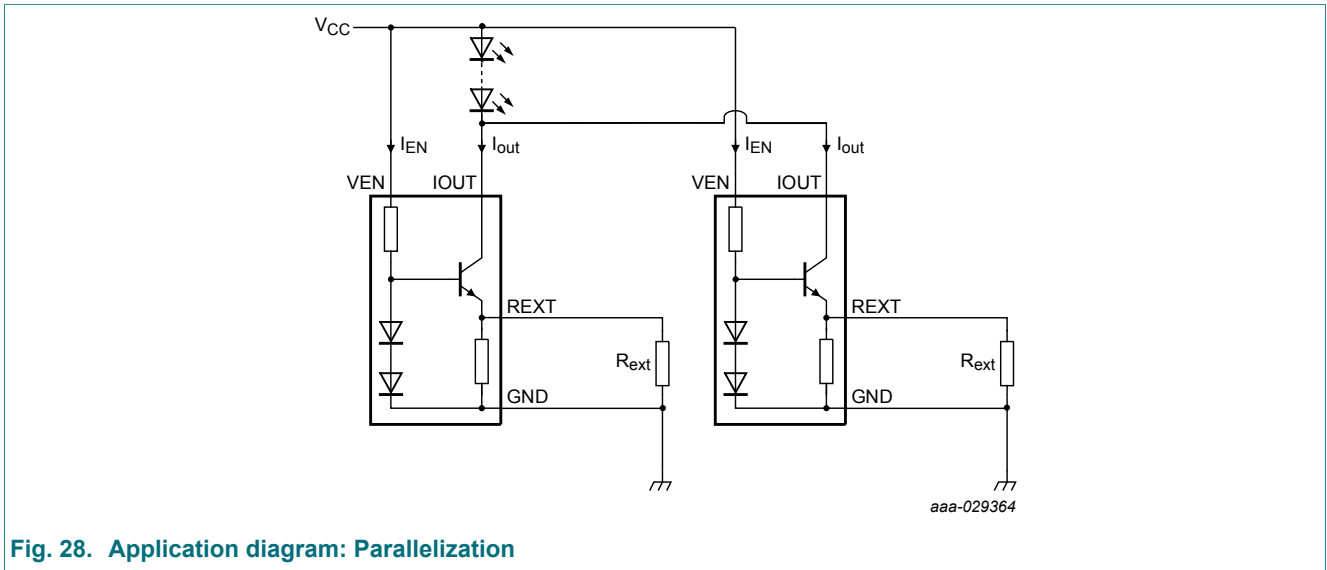 VCC
IEN Iout IEN Iout
VEN IOUT VEN IOUT
REXT REXT
Rext Rext
GND GND
aaa-029364
Fig. 28. Application diagram: Parallelization